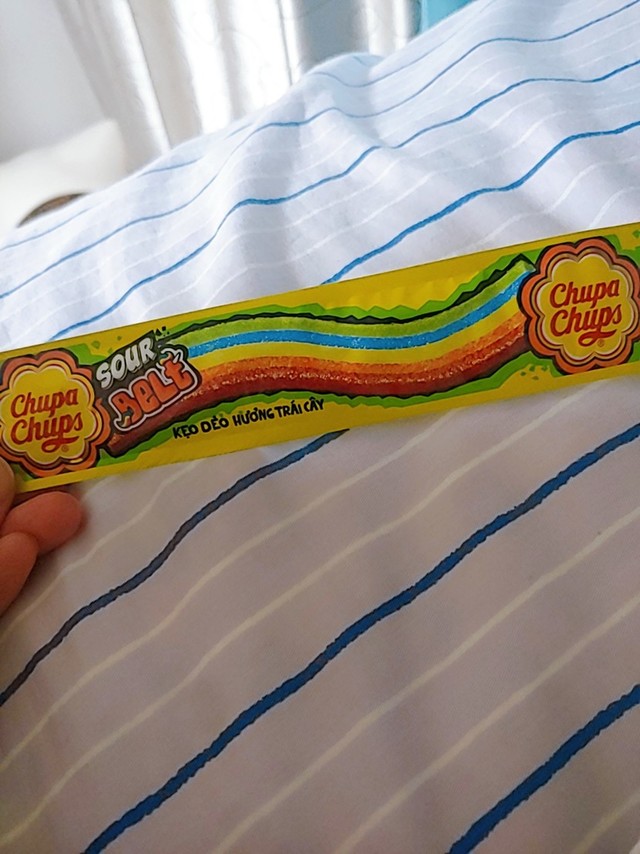 Chupa
Chups
SOUR
BELT
KẸO DẺO HƯƠNG TRÁI CÂY
Chupa
Chups